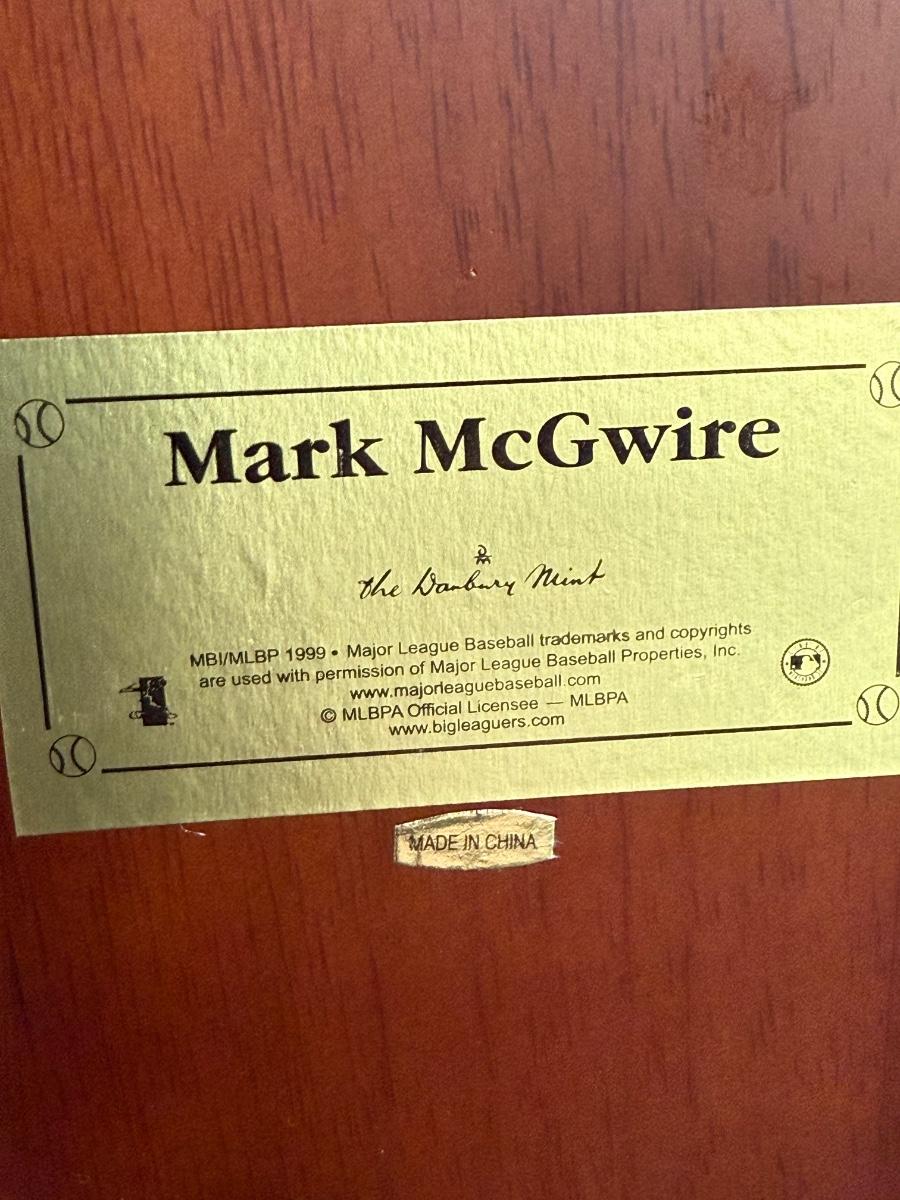 Mark McGwire
the Danbury Mint
MBI/MLBP 1999 • Major League Baseball trademarks and copyrights
are used with permission of Major League Baseball Properties, Inc.
www.majorleaguebaseball.com
© MLBPA Official Licensee — MLBPA
www.bigleaguers.com
MADE IN CHINA